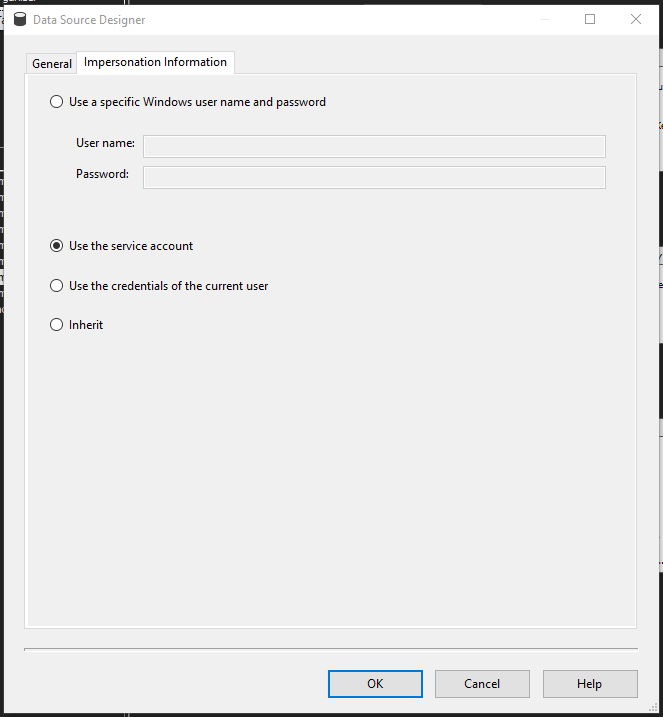 Data Source Designer
General
Impersonation Information
Use a specific Windows user name and password
User name:
Password:
Use the service account
Use the credentials of the current user
Inherit
OK
Cancel
Help